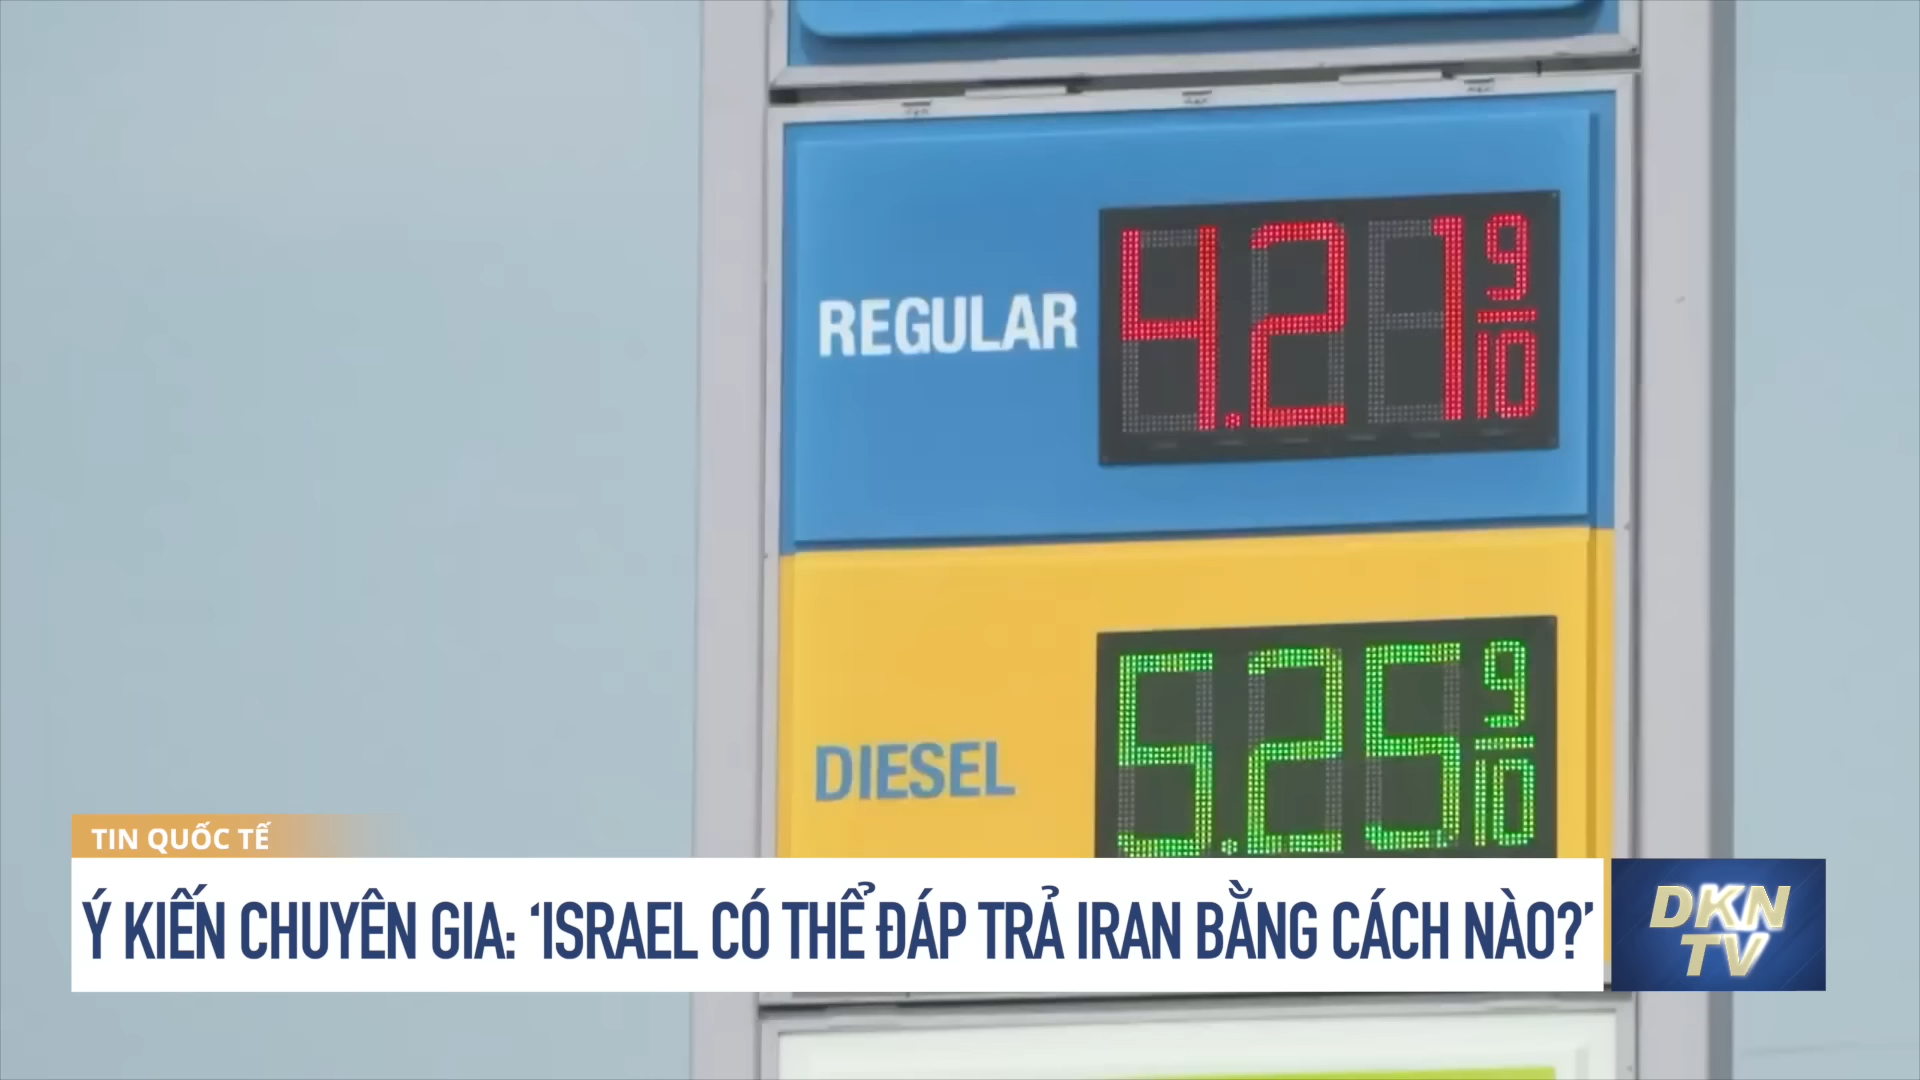 REGULAR
4.21 9/10
DIESEL
5.25 9/10
TIN QUỐC TẾ
Ý KIẾN CHUYÊN GIA: ‘ISRAEL CÓ THỂ ĐÁP TRẢ IRAN BẰNG CÁCH NÀO?’
DKN
TV